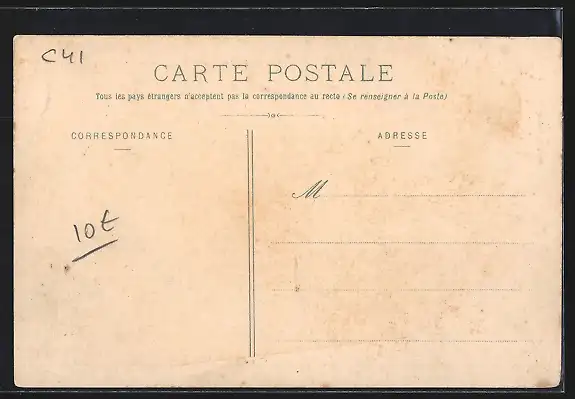 C41
CARTE POSTALE
Tous les pays étrangers n'acceptent pas la correspondance au recto (Se renseigner à la Poste)
CORRESPONDANCE
ADRESSE
M
10€